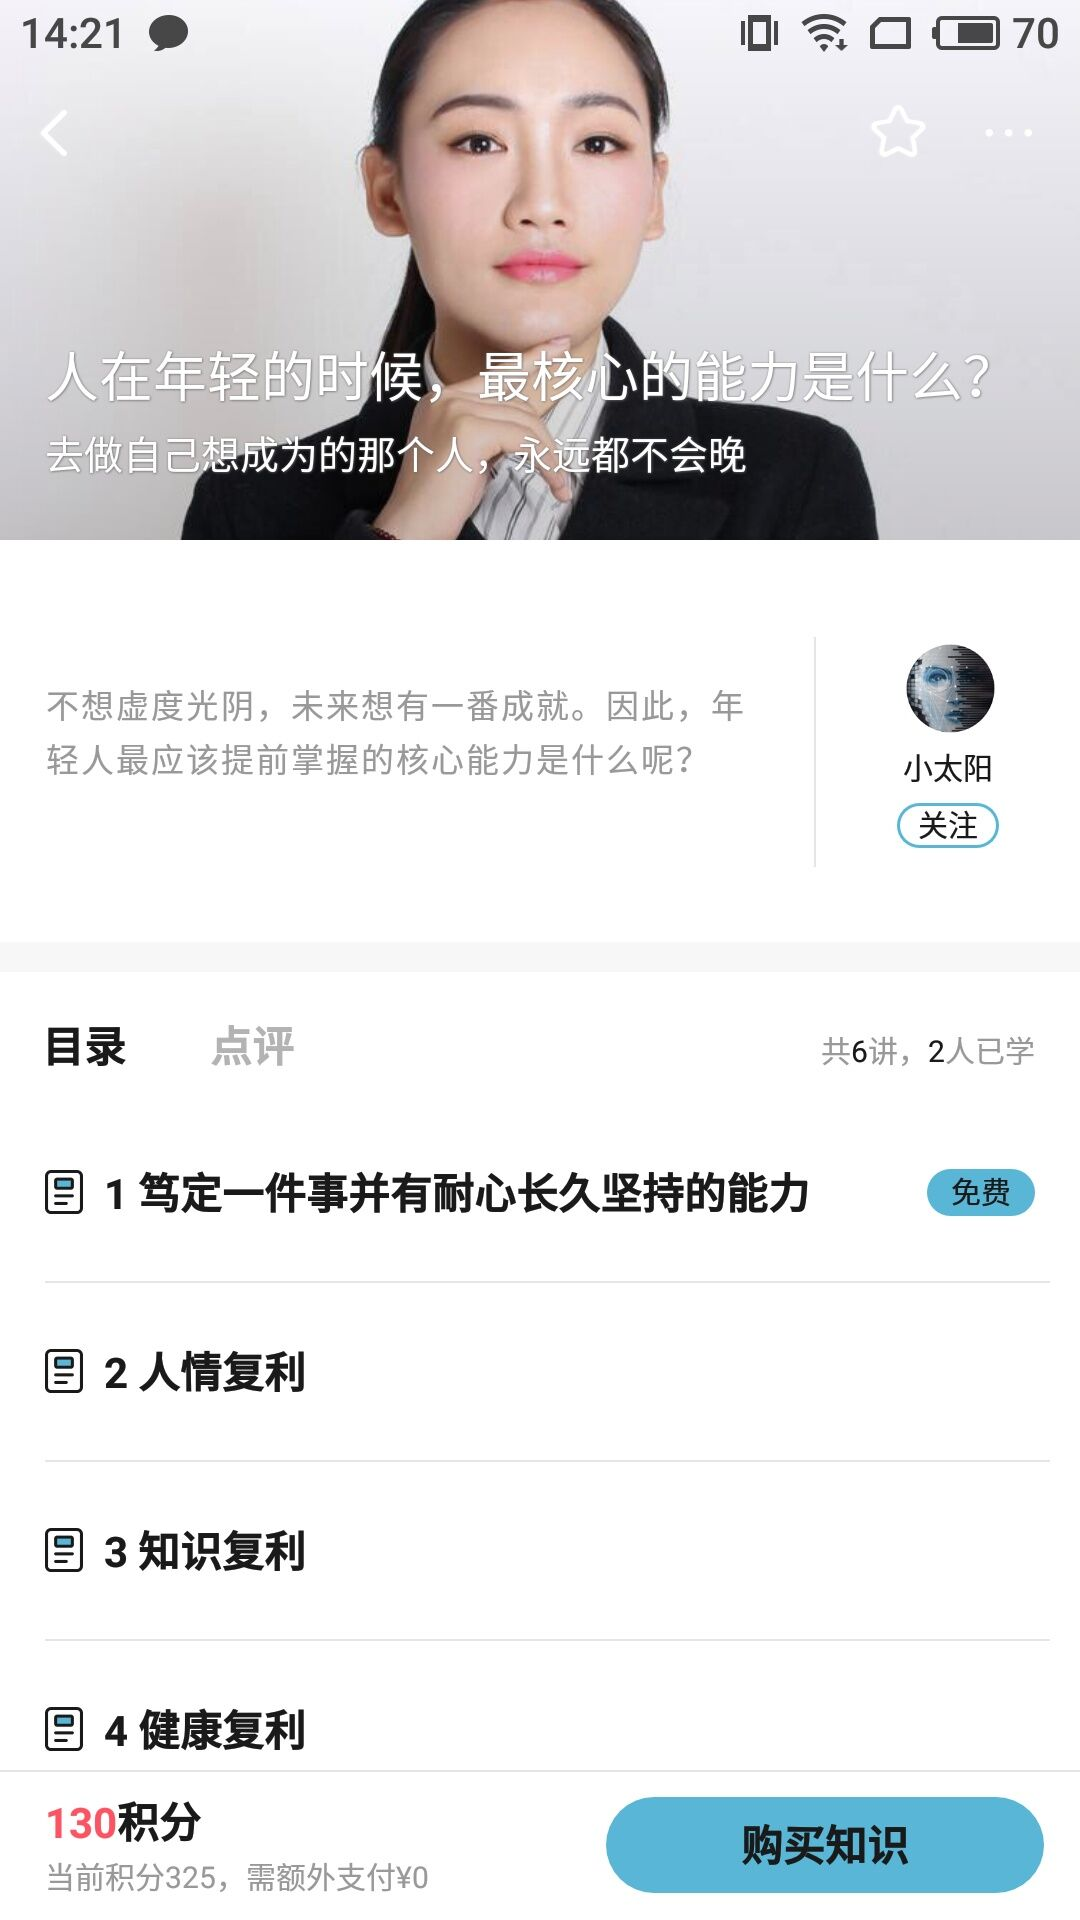 14:21
70
人在年轻的时候，最核心的能力是什么？
去做自己想成为的那个人，永远都不会晚
不想虚度光阴，未来想有一番成就。因此，年
轻人最应该提前掌握的核心能力是什么呢？
小太阳
关注
目录
点评
共6讲，2人已学
1 笃定一件事并有耐心长久坚持的能力
免费
2 人情复利
3 知识复利
4 健康复利
130积分
当前积分325，需额外支付¥0
购买知识